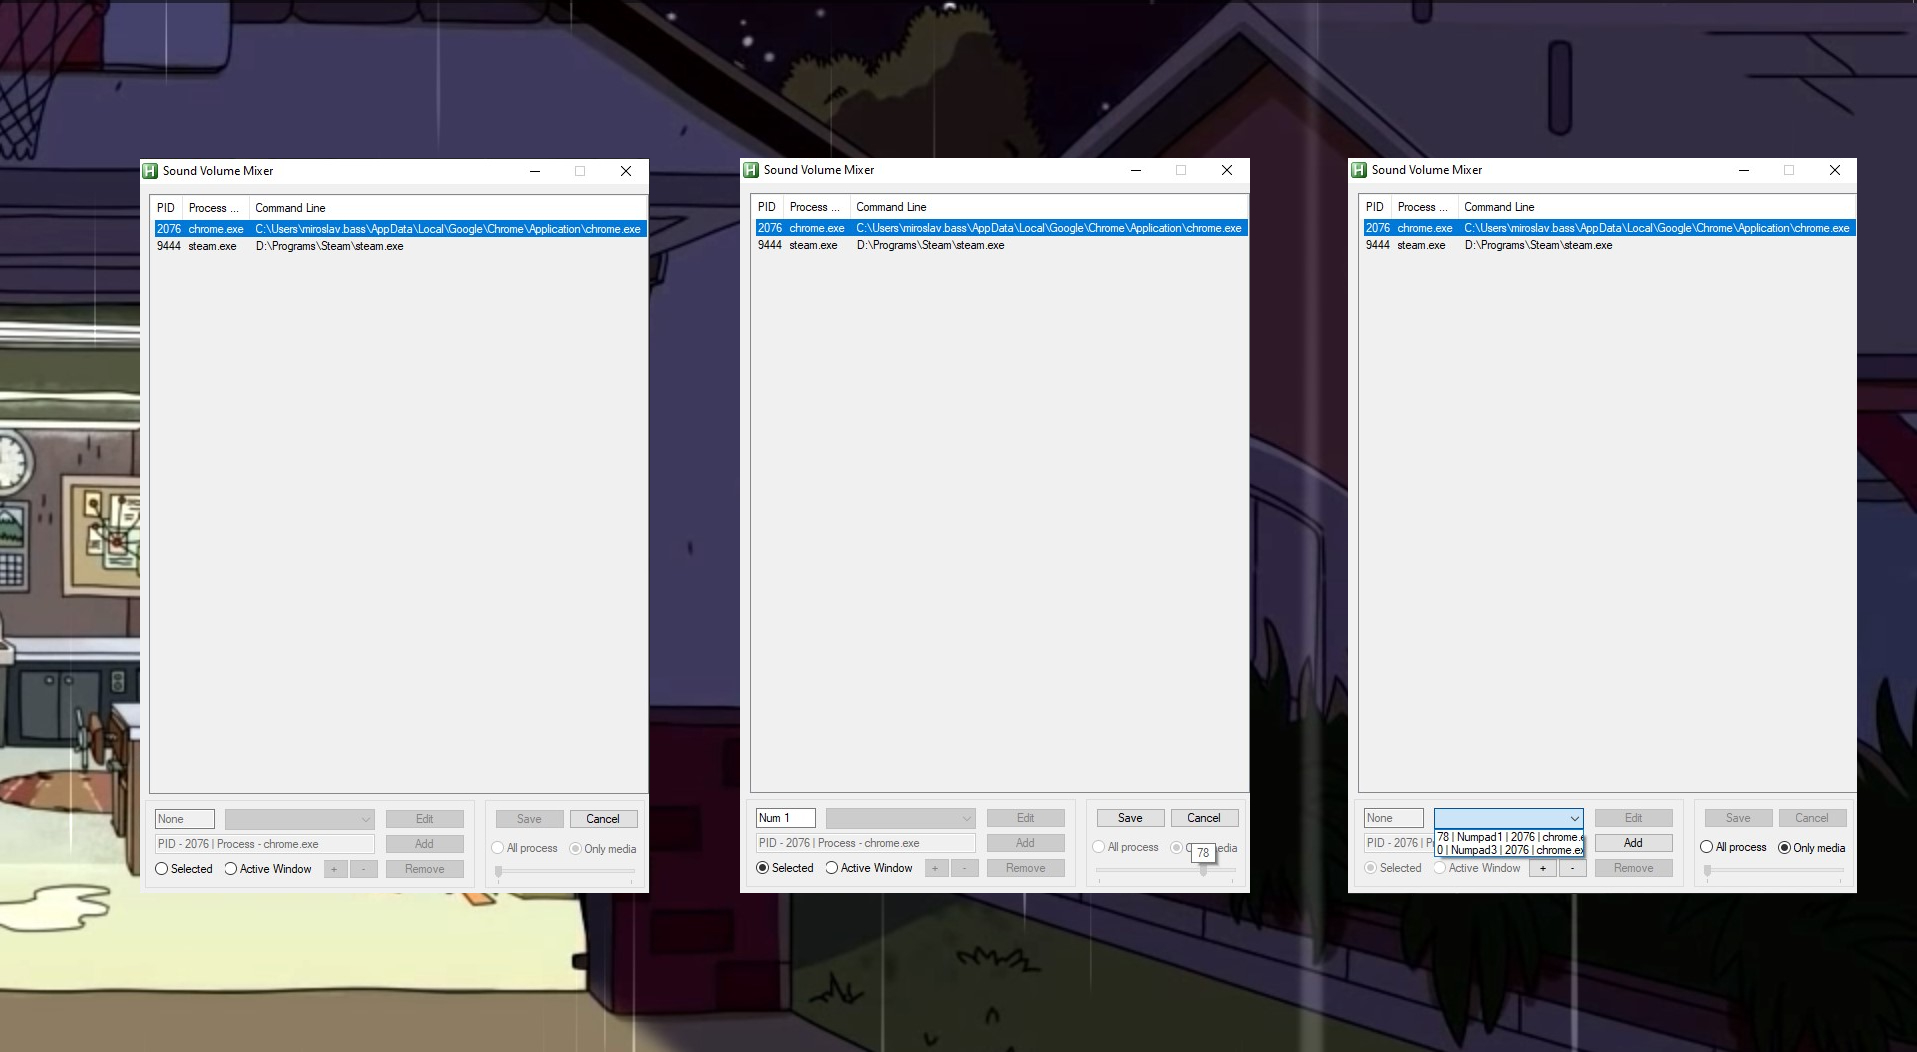 Sound Volume Mixer
PID Process ... Command Line
2076 chrome.exe C:\Users\miroslav.bass\AppData\Local\Google\Chrome\Application\chrome.exe
9444 steam.exe D:\Programs\Steam\steam.exe
None
Edit
PID - 2076 | Process - chrome.exe
Add
Selected Active Window + - Remove
Save Cancel
All process Only media
Sound Volume Mixer
PID Process ... Command Line
2076 chrome.exe C:\Users\miroslav.bass\AppData\Local\Google\Chrome\Application\chrome.exe
9444 steam.exe D:\Programs\Steam\steam.exe
Num 1
Edit
PID - 2076 | Process - chrome.exe
Add
Selected Active Window + - Remove
Save Cancel
All process O 78 edia
Sound Volume Mixer
PID Process ... Command Line
2076 chrome.exe C:\Users\miroslav.bass\AppData\Local\Google\Chrome\Application\chrome.exe
9444 steam.exe D:\Programs\Steam\steam.exe
None
Edit
78 | Numpad1 | 2076 | chrome.e
PID - 2076 | P
0 | Numpad3 | 2076 | chrome.ex
Add
Selected Active Window + - Remove
Save Cancel
All process Only media